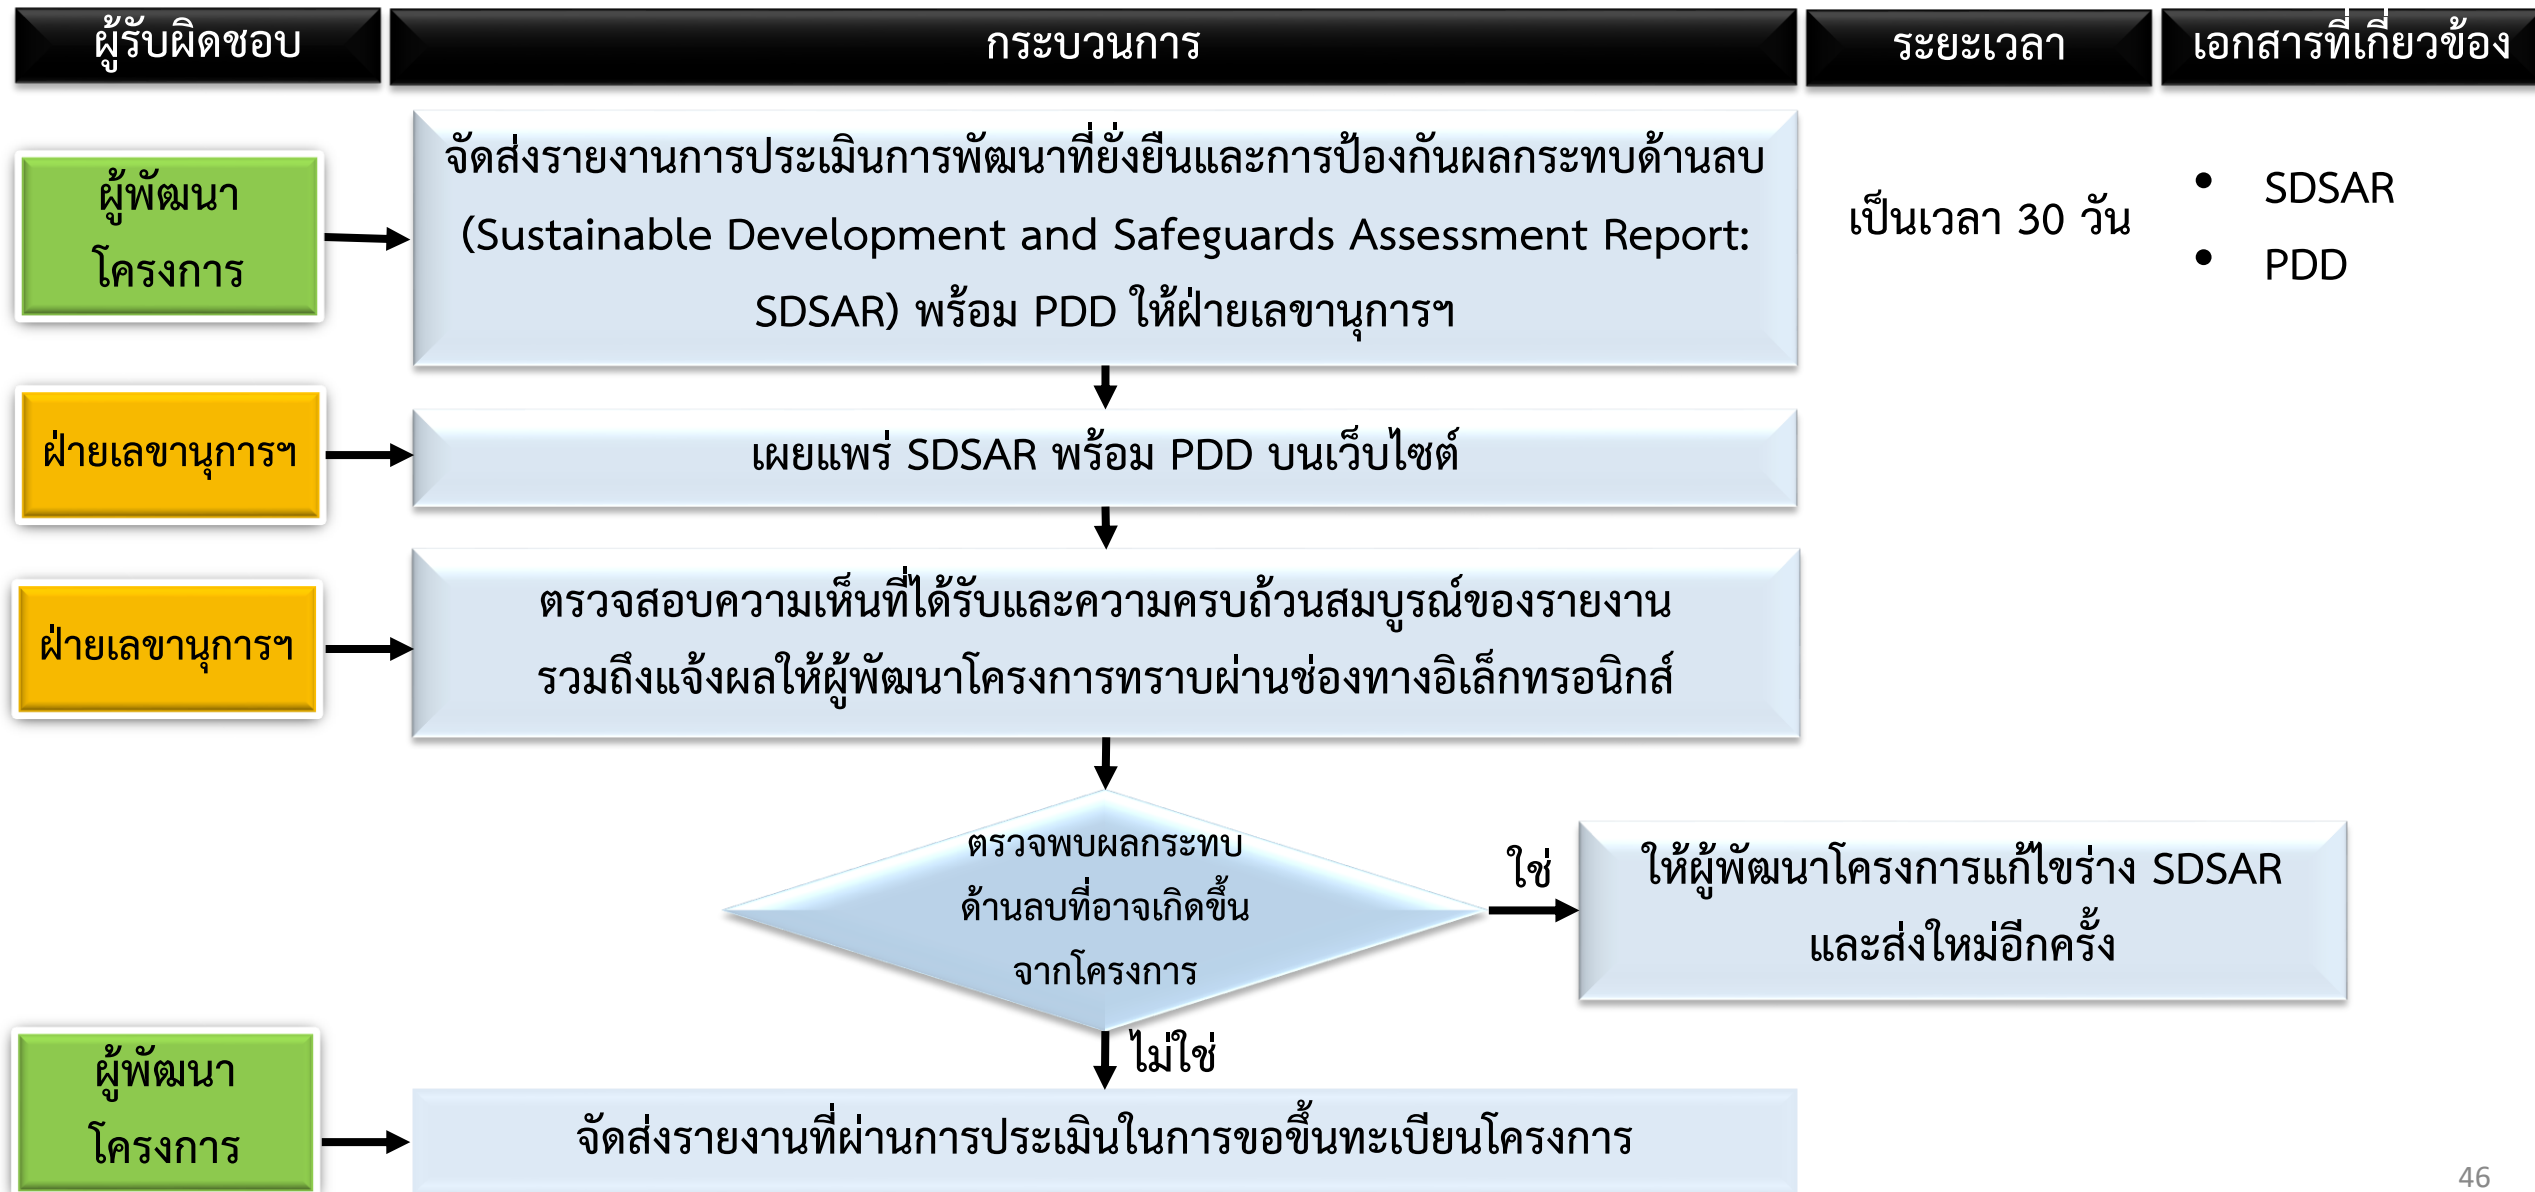 ผู้รับผิดชอบ
กระบวนการ
ระยะเวลา
เอกสารที่เกี่ยวข้อง
ผู้พัฒนา
โครงการ
จัดส่งรายงานการประเมินการพัฒนาที่ยั่งยืนและการป้องกันผลกระทบด้านลบ
(Sustainable Development and Safeguards Assessment Report:
SDSAR) พร้อม PDD ให้ฝ่ายเลขานุการฯ
เป็นเวลา 30 วัน
• SDSAR
• PDD
ฝ่ายเลขานุการฯ
เผยแพร่ SDSAR พร้อม PDD บนเว็บไซต์
ฝ่ายเลขานุการฯ
ตรวจสอบความเห็นที่ได้รับและความครบถ้วนสมบูรณ์ของรายงาน
รวมถึงแจ้งผลให้ผู้พัฒนาโครงการทราบผ่านช่องทางอิเล็กทรอนิกส์
ตรวจพบผลกระทบ
ด้านลบที่อาจเกิดขึ้น
จากโครงการ
ใช่
ให้ผู้พัฒนาโครงการแก้ไขร่าง SDSAR
และส่งใหม่อีกครั้ง
ไม่ใช่
ผู้พัฒนา
โครงการ
จัดส่งรายงานที่ผ่านการประเมินในการขอขึ้นทะเบียนโครงการ
46